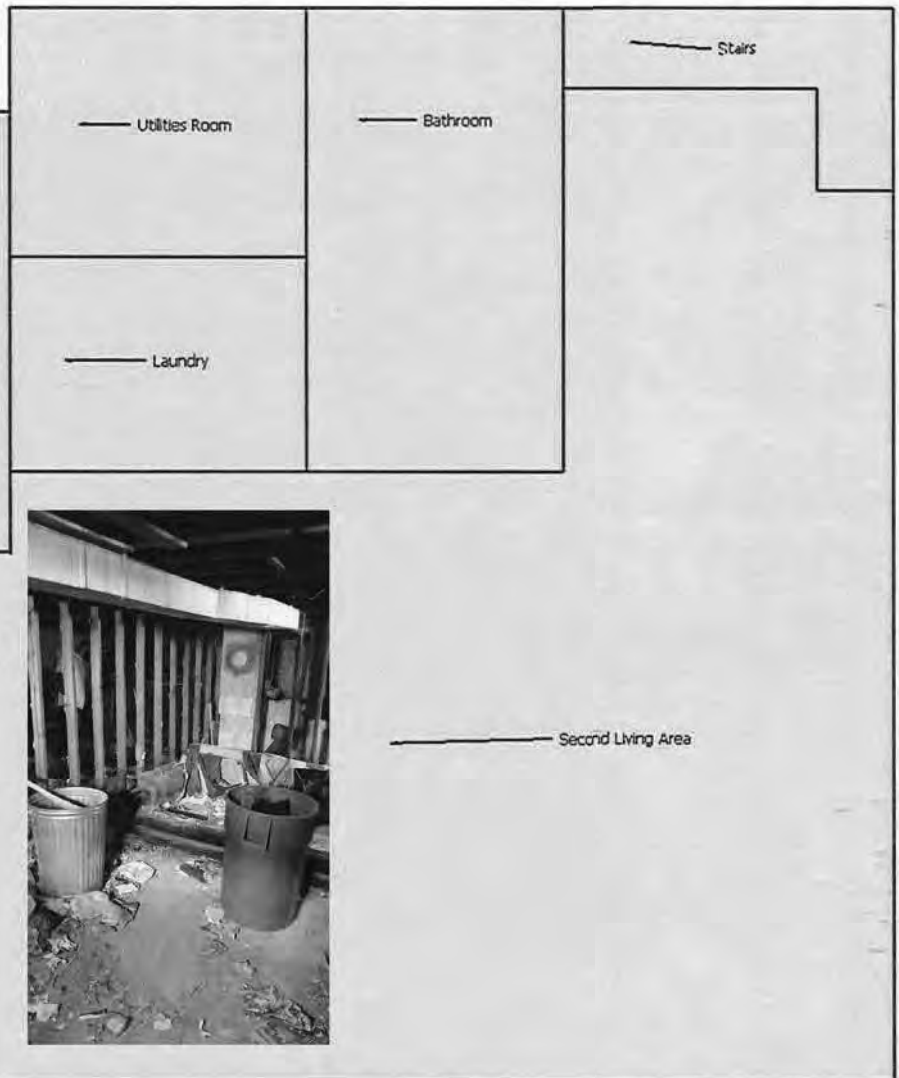 Stairs
Utilities Room
Bathroom
Laundry
Second Living Area